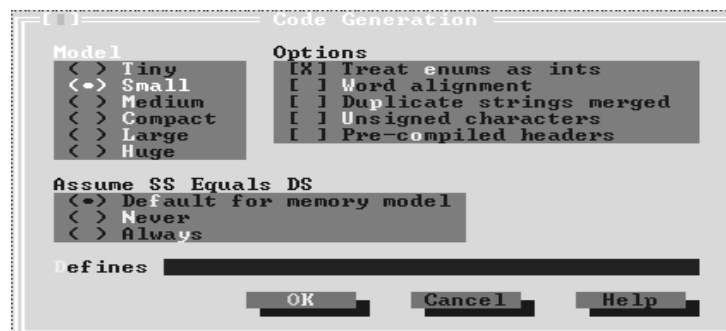 Code Generation
Model
( ) Tiny
(•) Small
( ) Medium
( ) Compact
( ) Large
( ) Huge
Options
[X] Treat enums as ints
[ ] Word alignment
[ ] Duplicate strings merged
[ ] Unsigned characters
[ ] Pre-compiled headers
Assume SS Equals DS
(•) Default for memory model
( ) Never
( ) Always
Defines
OK Cancel Help